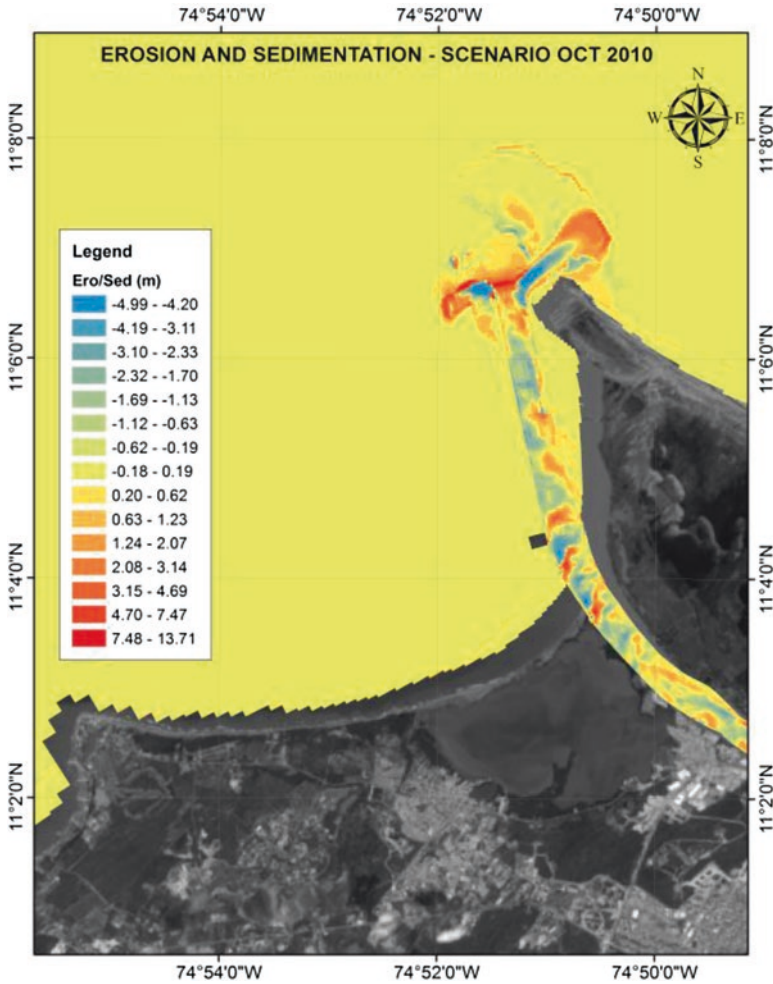 74°54'0"W 74°52'0"W 74°50'0"W
EROSION AND SEDIMENTATION - SCENARIO OCT 2010
N
W E
S
11°8'0"N 11°8'0"N
Legend
Ero/Sed (m)
-4.99 - -4.20
-4.19 - -3.11
-3.10 - -2.33
-2.32 - -1.70
-1.69 - -1.13
-1.12 - -0.63
-0.62 - -0.19
-0.18 - 0.19
0.20 - 0.62
0.63 - 1.23
1.24 - 2.07
2.08 - 3.14
3.15 - 4.69
4.70 - 7.47
7.48 - 13.71
11°6'0"N 11°6'0"N
11°4'0"N 11°4'0"N
11°2'0"N 11°2'0"N
74°54'0"W 74°52'0"W 74°50'0"W